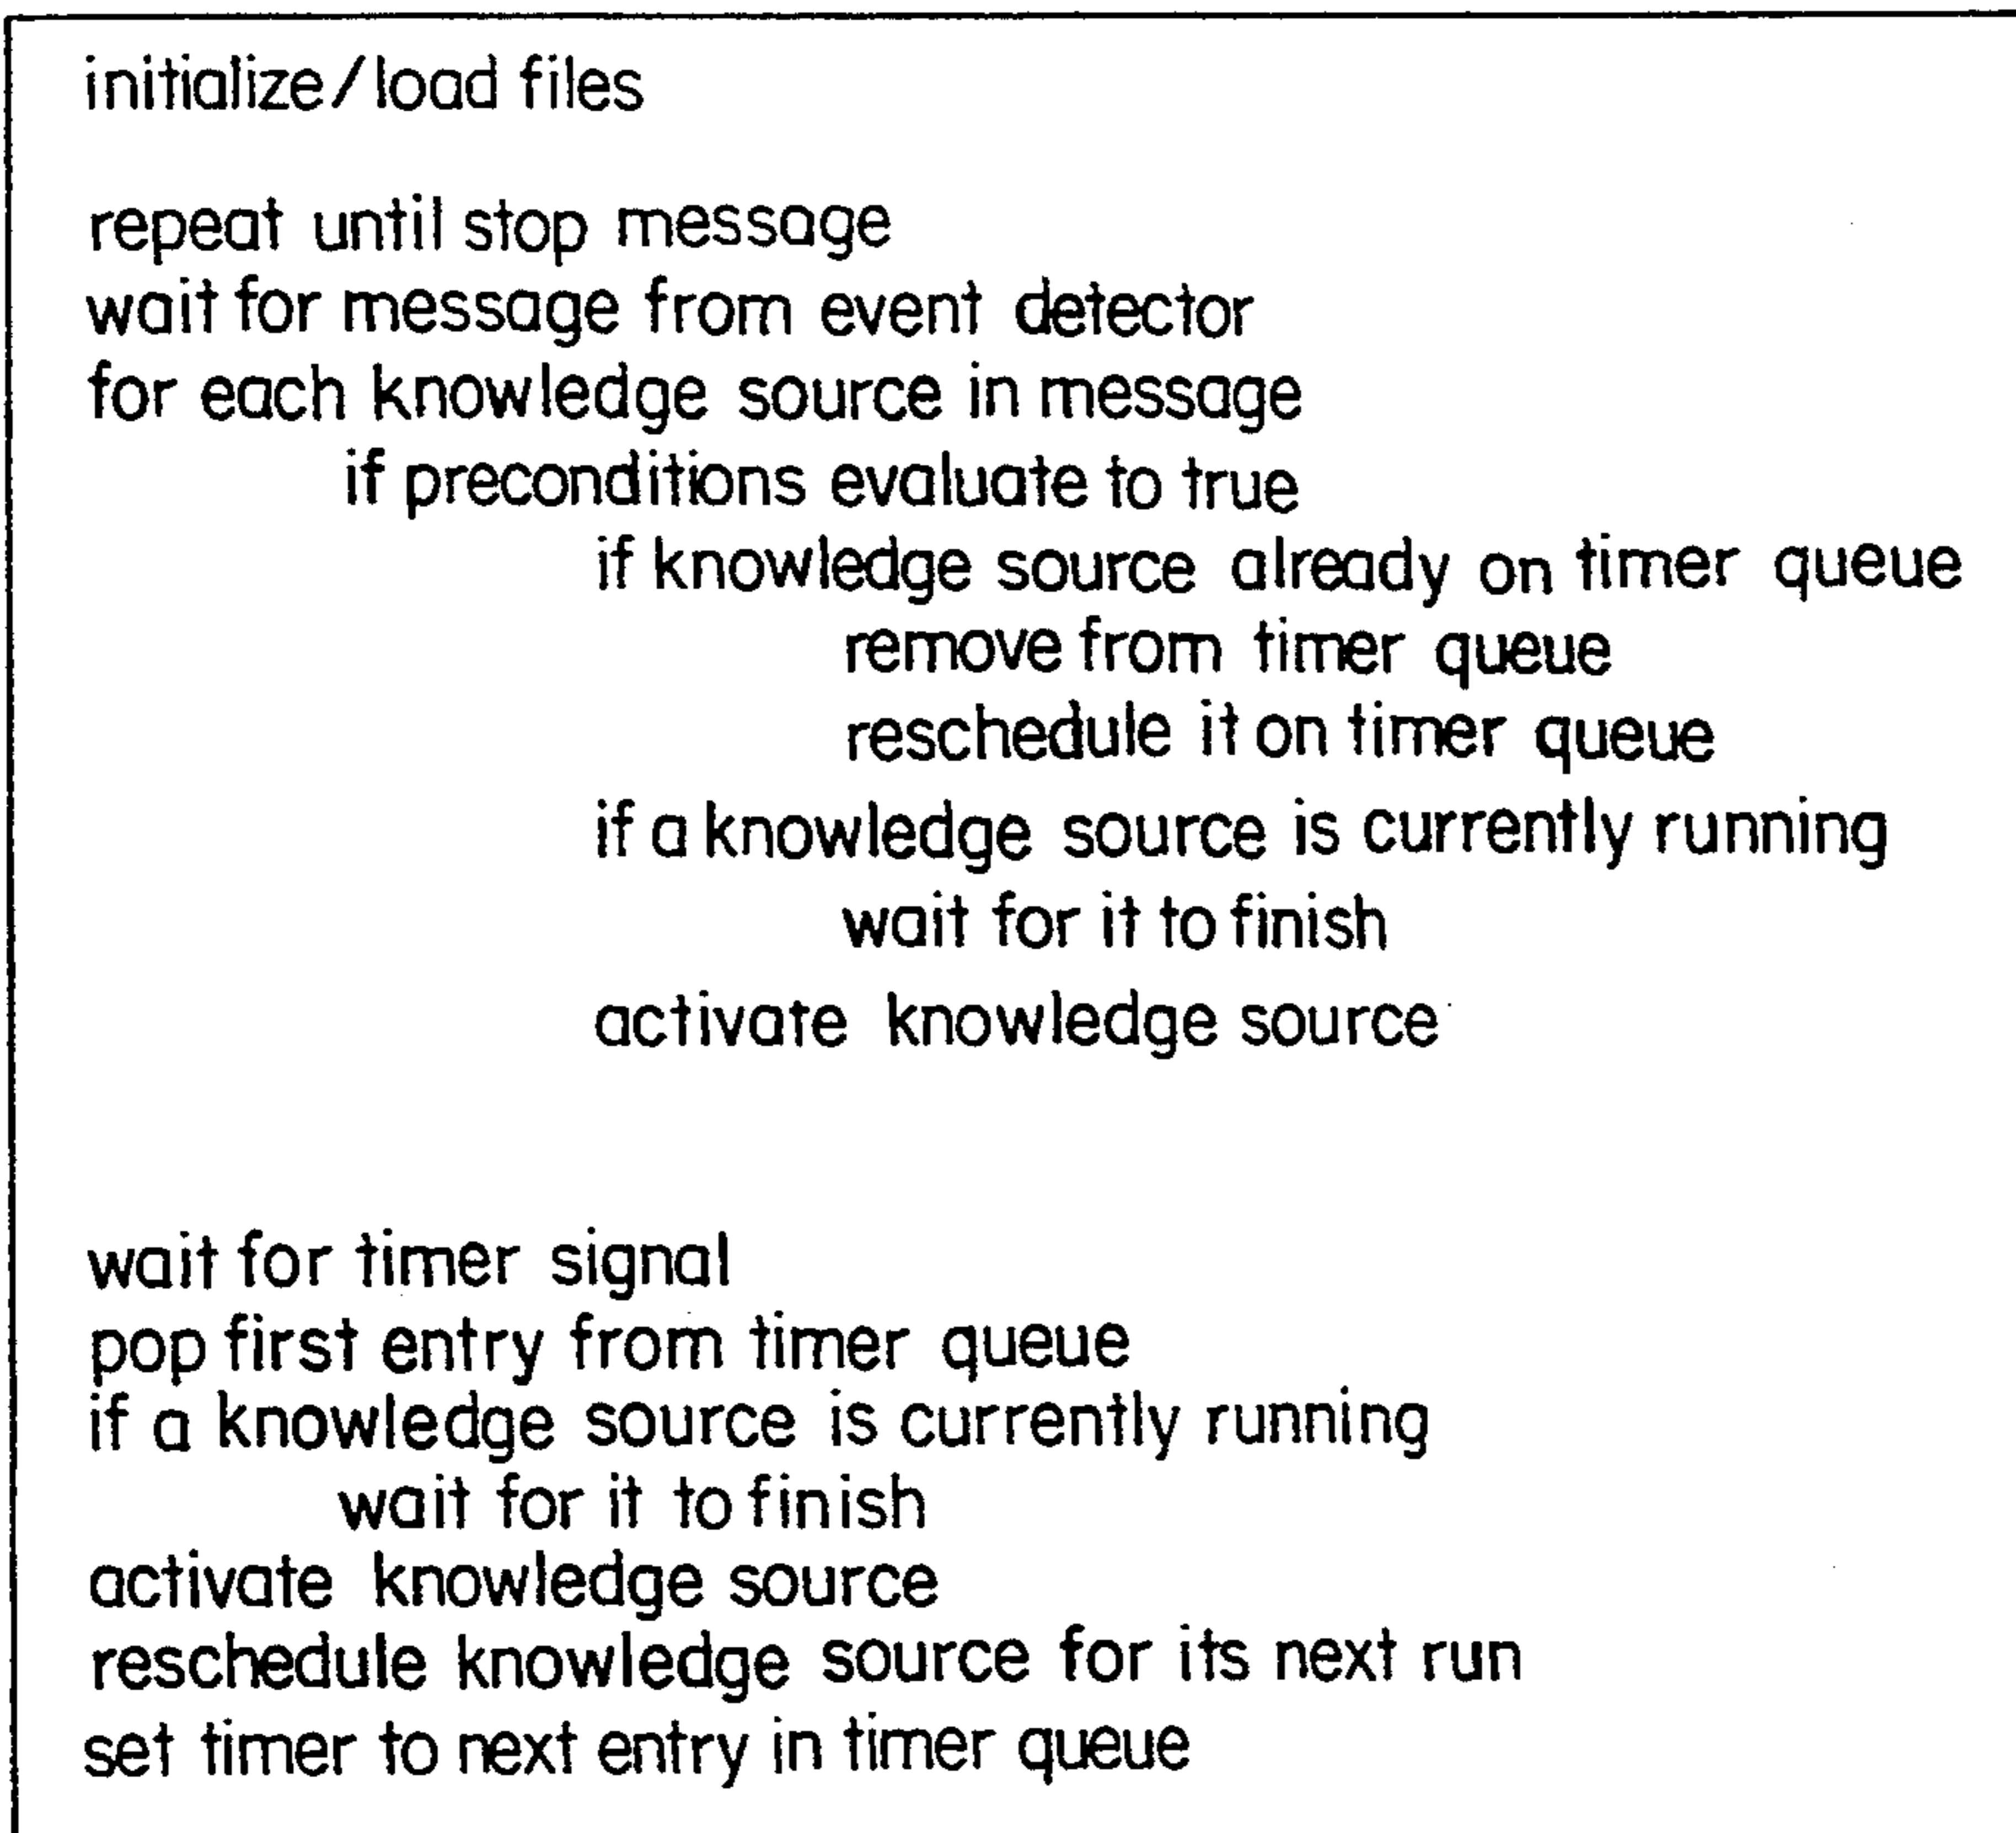 initialize/load files
repeat until stop message
wait for message from event detector
for each knowledge source in message
if preconditions evaluate to true
if knowledge source already on timer queue
remove from timer queue
reschedule it on timer queue
if a knowledge source is currently running
wait for it to finish
activate knowledge source
wait for timer signal
pop first entry from timer queue
if a knowledge source is currently running
wait for it to finish
activate knowledge source
reschedule knowledge source for its next run
set timer to next entry in timer queue